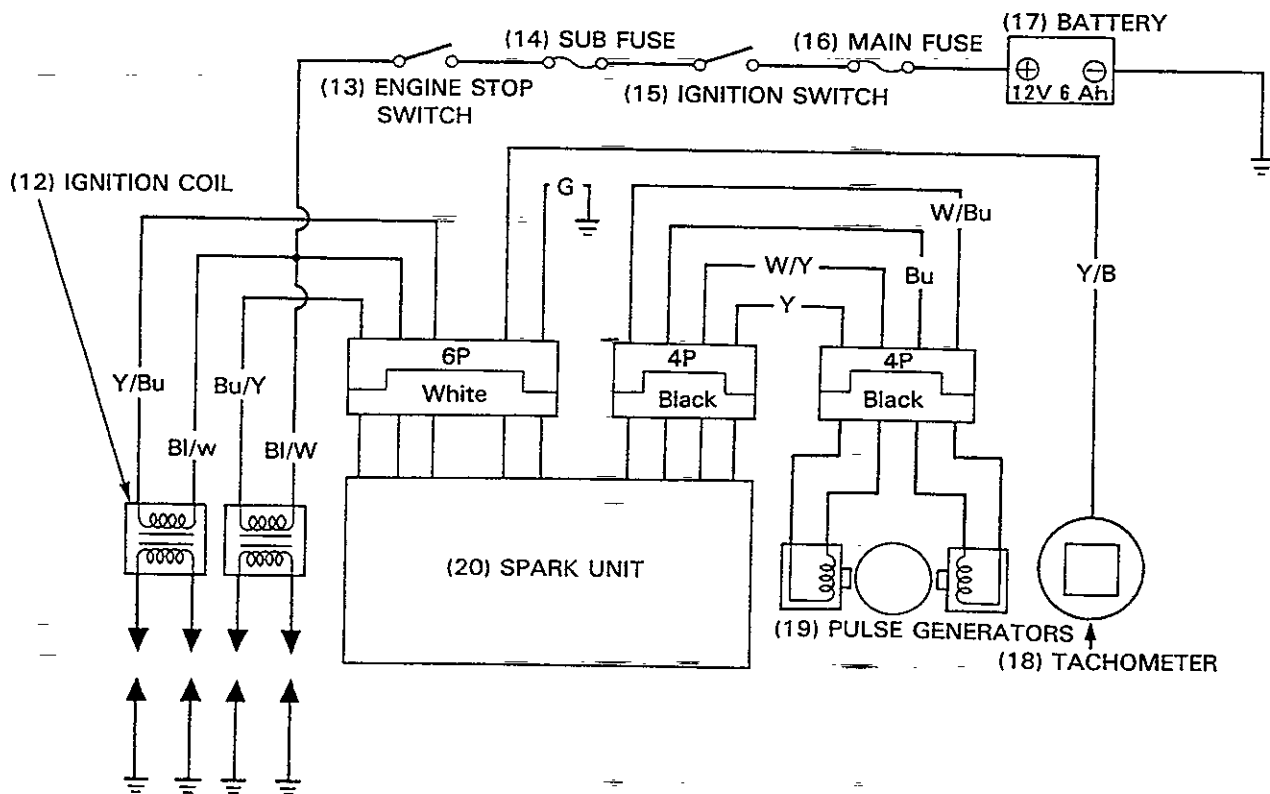 (17) BATTERY
(14) SUB FUSE
(16) MAIN FUSE
(13) ENGINE STOP
SWITCH
(15) IGNITION SWITCH
12V 6 Ah
(12) IGNITION COIL
G
W/Bu
W/Y
Bu
Y/B
Y
6P
White
4P
Black
4P
Black
Y/Bu
Bu/Y
Bl/w
Bl/W
(20) SPARK UNIT
(19) PULSE GENERATORS
(18) TACHOMETER